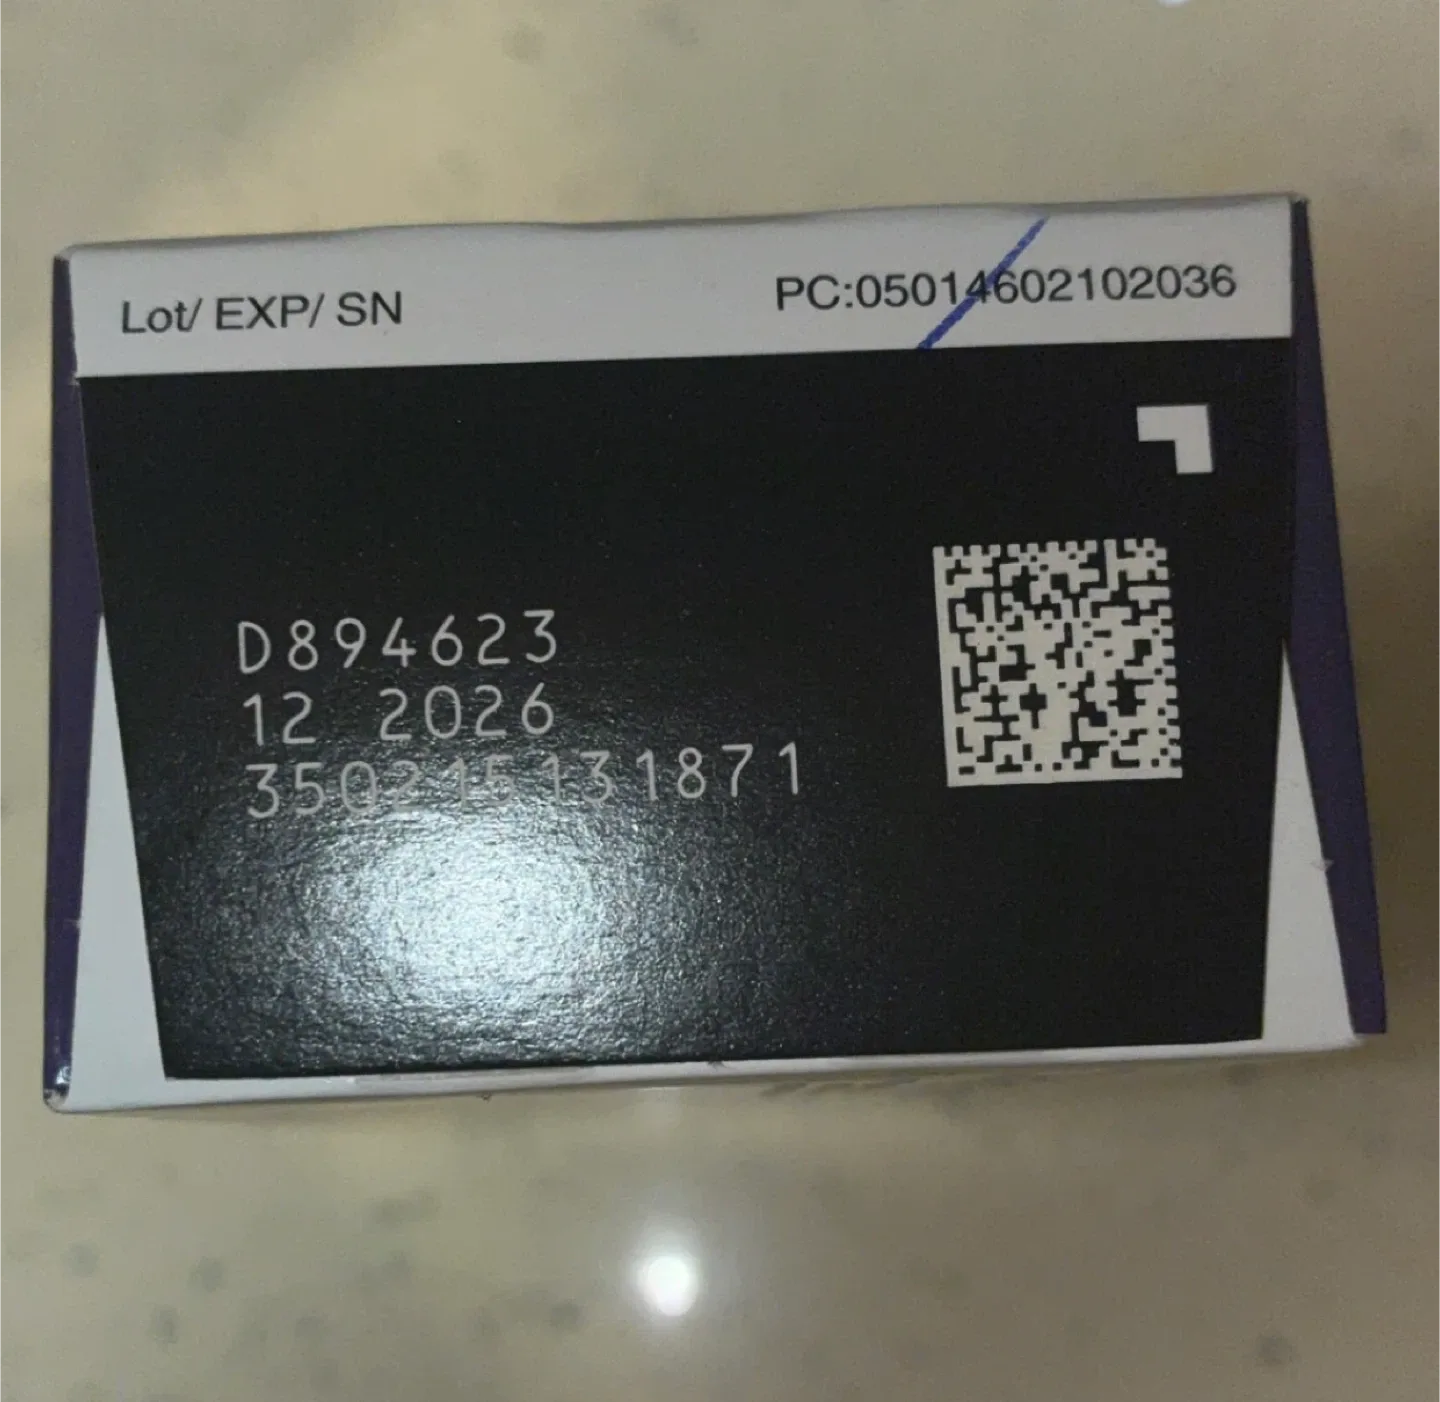 Lot/ EXP/ SN
PC:05014602102036
D894623
12 2026
350215131871